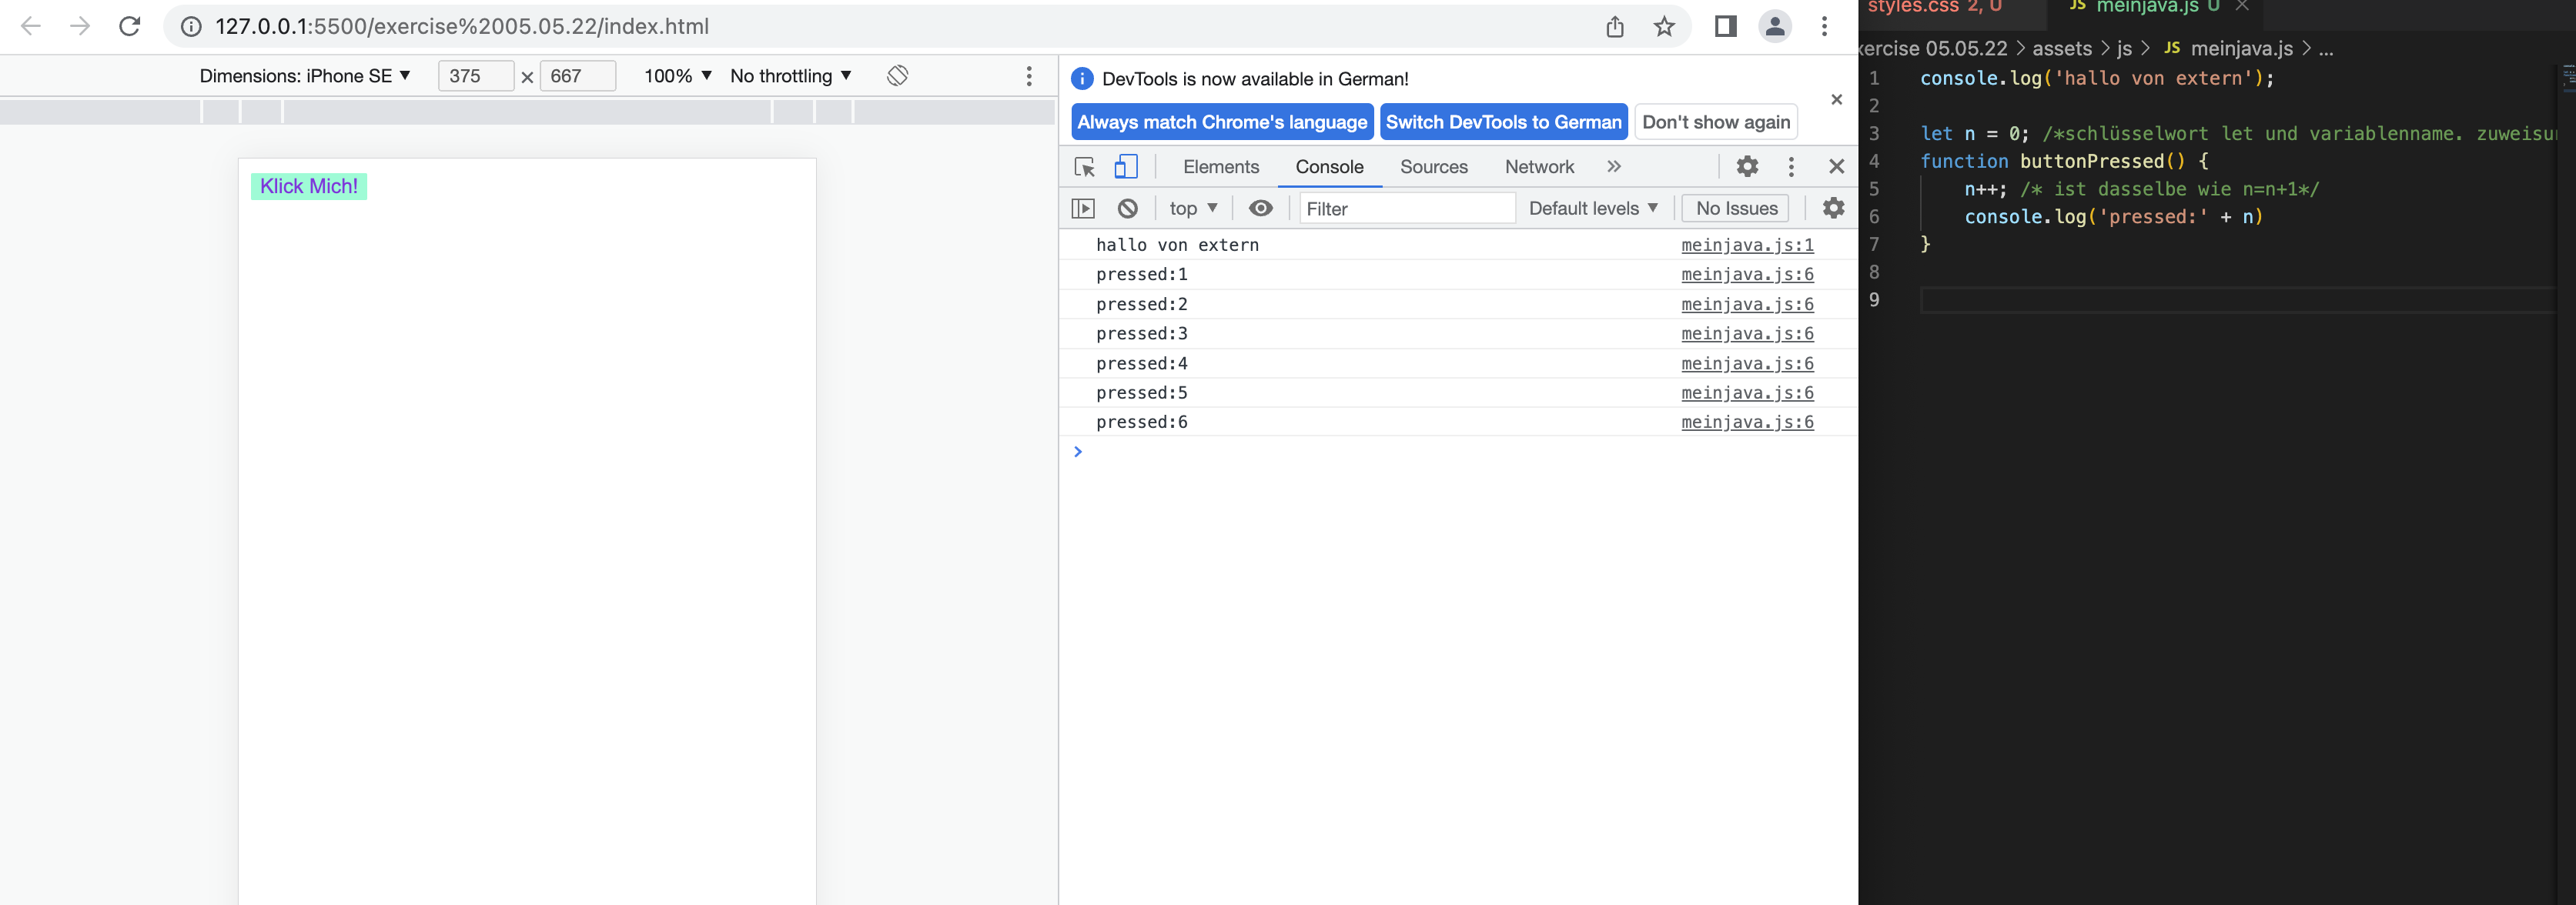 127.0.0.1:5500/exercise%2005.05.22/index.html
Dimensions: iPhone SE ▼ 375 × 667 100% ▼ No throttling ▼
Klick Mich!
DevTools is now available in German!
Always match Chrome's language Switch DevTools to German Don't show again
Elements Console Sources Network »
top ▼ Filter Default levels ▼ No Issues
hallo von extern meinjava.js:1
pressed:1 meinjava.js:6
pressed:2 meinjava.js:6
pressed:3 meinjava.js:6
pressed:4 meinjava.js:6
pressed:5 meinjava.js:6
pressed:6 meinjava.js:6
>
styles.css 2, U JS meinjava.js U ×
xercise 05.05.22 > assets > js > JS meinjava.js > ...
1 console.log('hallo von extern');
2
3 let n = 0; /*schlüsselwort let und variablenname. zuweisu
4 function buttonPressed() {
5 n++; /* ist dasselbe wie n=n+1*/
6 console.log('pressed:' + n)
7 }
8
9